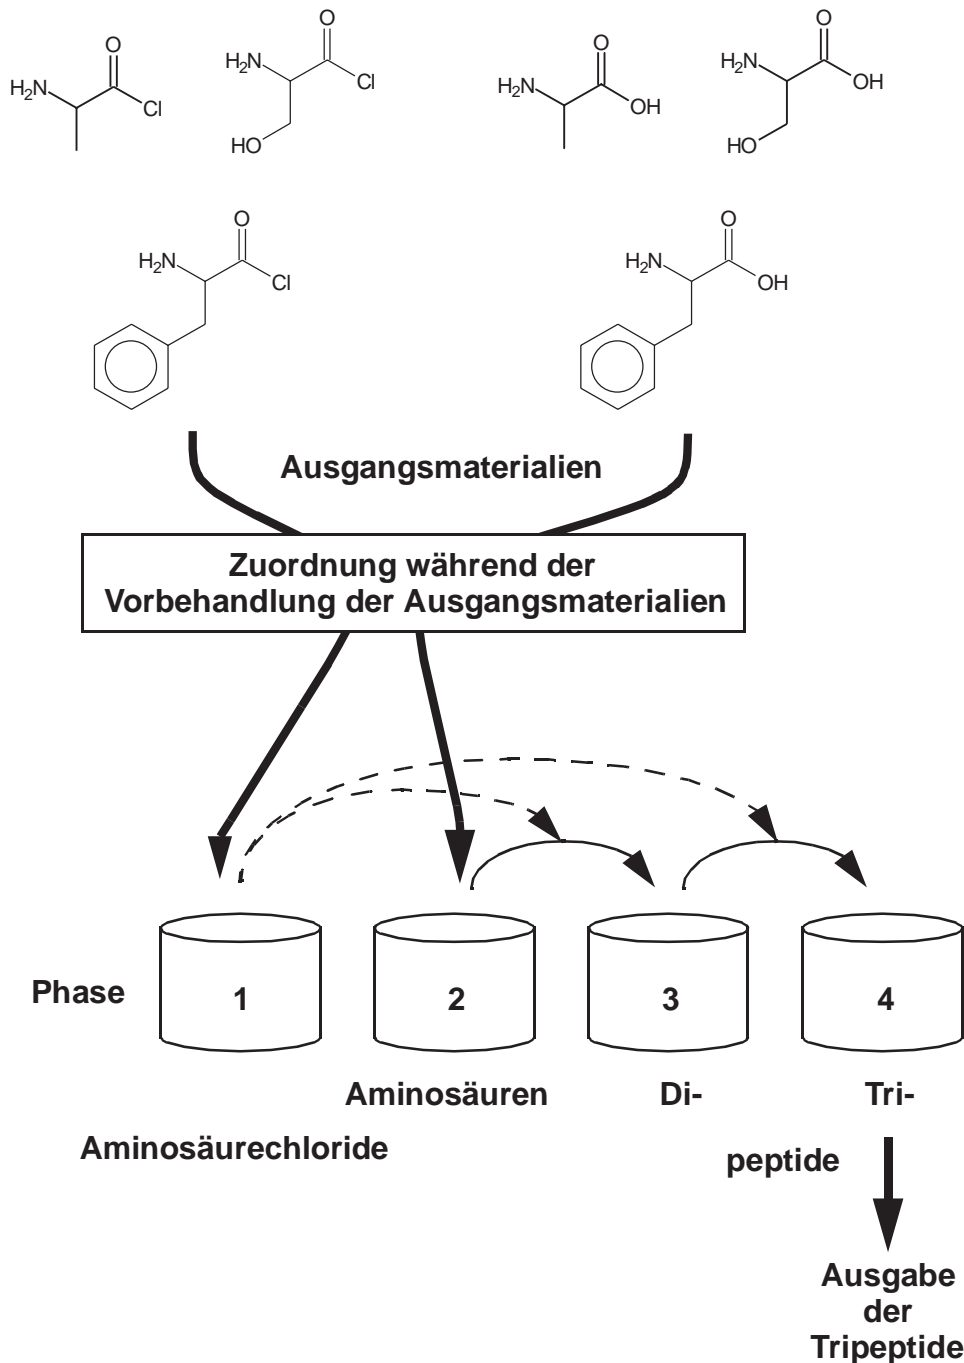 O O O O
H2N Cl H2N Cl H2N OH H2N OH
HO HO
O O
H2N Cl H2N OH
Ausgangsmaterialien
Zuordnung während der
Vorbehandlung der Ausgangsmaterialien
Phase 1 2 3 4
Aminosäuren Di- Tri-
Aminosäurechloride
peptide
Ausgabe
der
Tripeptide